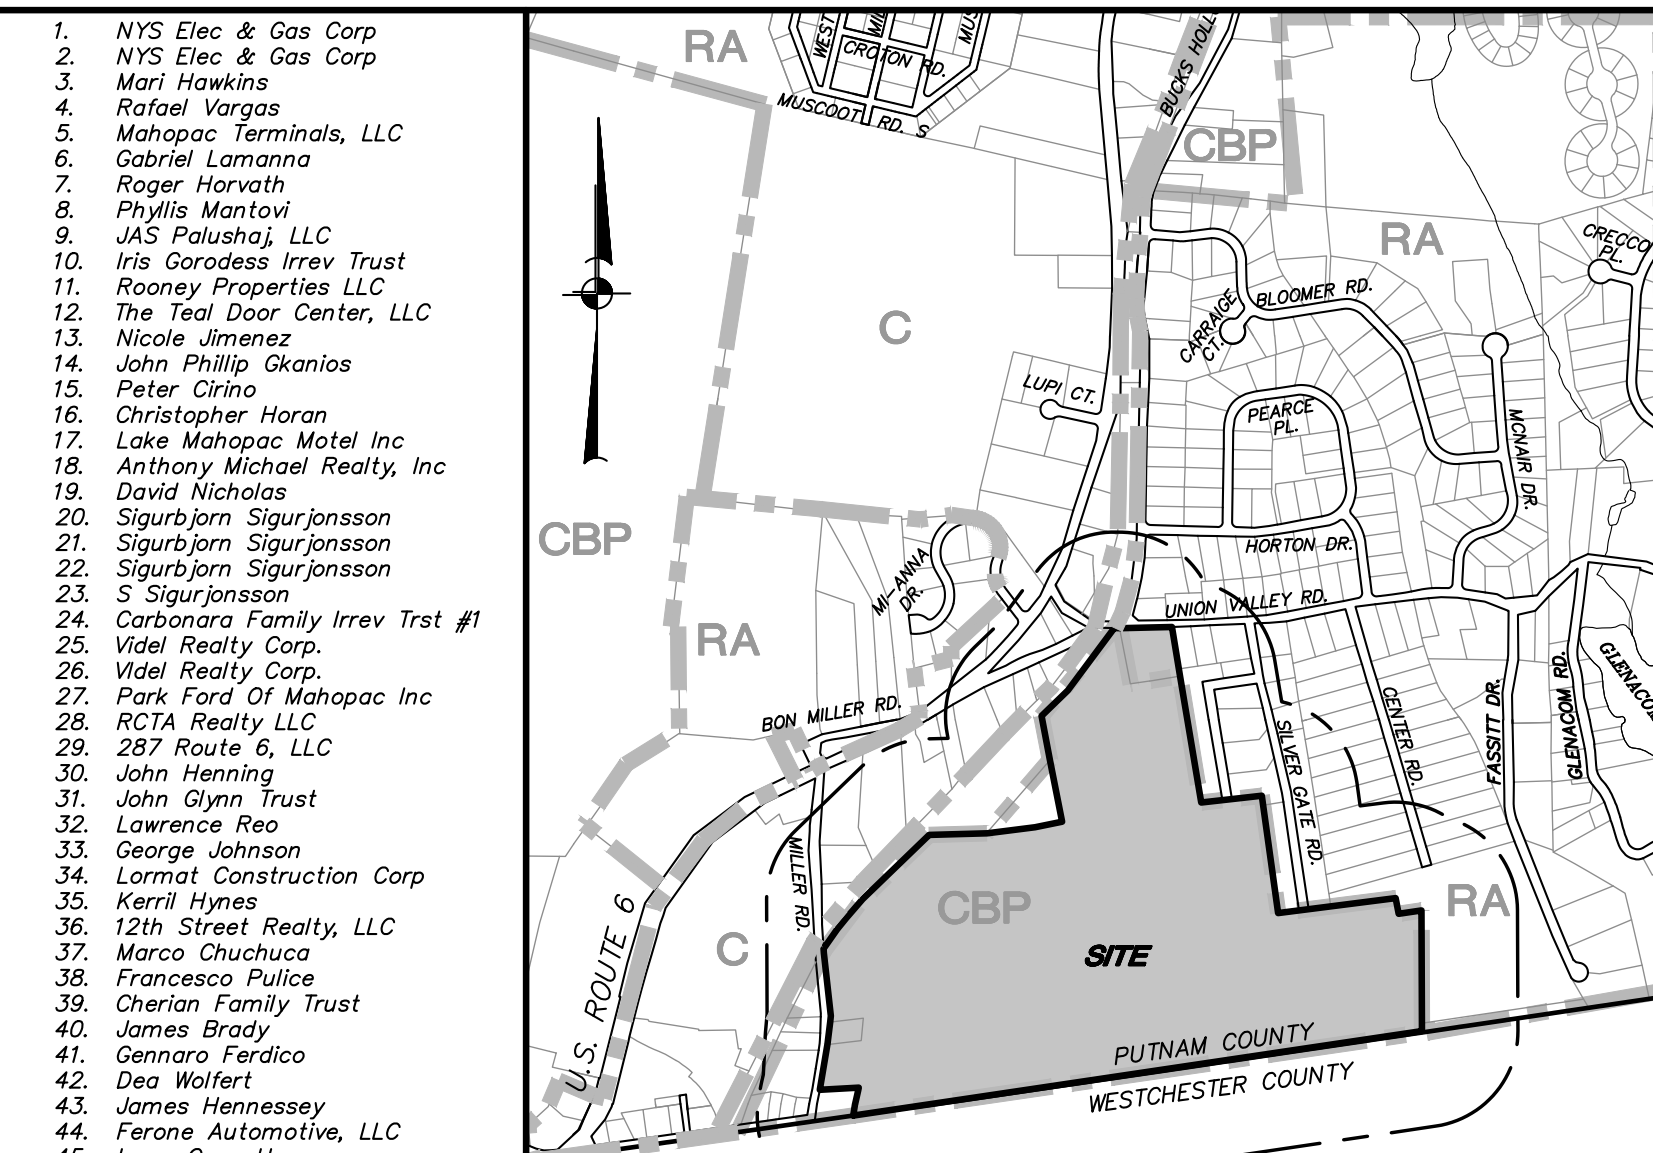 1. NYS Elec & Gas Corp
2. NYS Elec & Gas Corp
3. Mari Hawkins
4. Rafael Vargas
5. Mahopac Terminals, LLC
6. Gabriel Lamanna
7. Roger Horvath
8. Phyllis Mantovi
9. JAS Palushaj, LLC
10. Iris Gorodess Irrev Trust
11. Rooney Properties LLC
12. The Teal Door Center, LLC
13. Nicole Jimenez
14. John Phillip Gkanios
15. Peter Cirino
16. Christopher Horan
17. Lake Mahopac Motel Inc
18. Anthony Michael Realty, Inc
19. David Nicholas
20. Sigurbjorn Sigurjonsson
21. Sigurbjorn Sigurjonsson
22. Sigurbjorn Sigurjonsson
23. S Sigurjonsson
24. Carbonara Family Irrev Trst #1
25. Videl Realty Corp.
26. VIdel Realty Corp.
27. Park Ford Of Mahopac Inc
28. RCTA Realty LLC
29. 287 Route 6, LLC
30. John Henning
31. John Glynn Trust
32. Lawrence Reo
33. George Johnson
34. Lormat Construction Corp
35. Kerril Hynes
36. 12th Street Realty, LLC
37. Marco Chuchuca
38. Francesco Pulice
39. Cherian Family Trust
40. James Brady
41. Gennaro Ferdico
42. Dea Wolfert
43. James Hennessey
44. Ferone Automotive, LLC
RA
WEST
MUS
CROTON RD.
MUSCOOT RD. S
BUCKS HOLL
CBP
RA
CRECCO
PL.
C
CARRAIGE
CT.
BLOOMER RD.
LUPI CT.
PEARCE
PL.
MCNAIR DR.
CBP
MI-ANNA
DR.
HORTON DR.
UNION VALLEY RD.
RA
BON MILLER RD.
SILVER GATE RD.
CENTER RD.
FASSITT DR.
GLENACOM RD.
GLENACO
MILLER RD.
U.S. ROUTE 6
C
CBP
RA
SITE
PUTNAM COUNTY
WESTCHESTER COUNTY